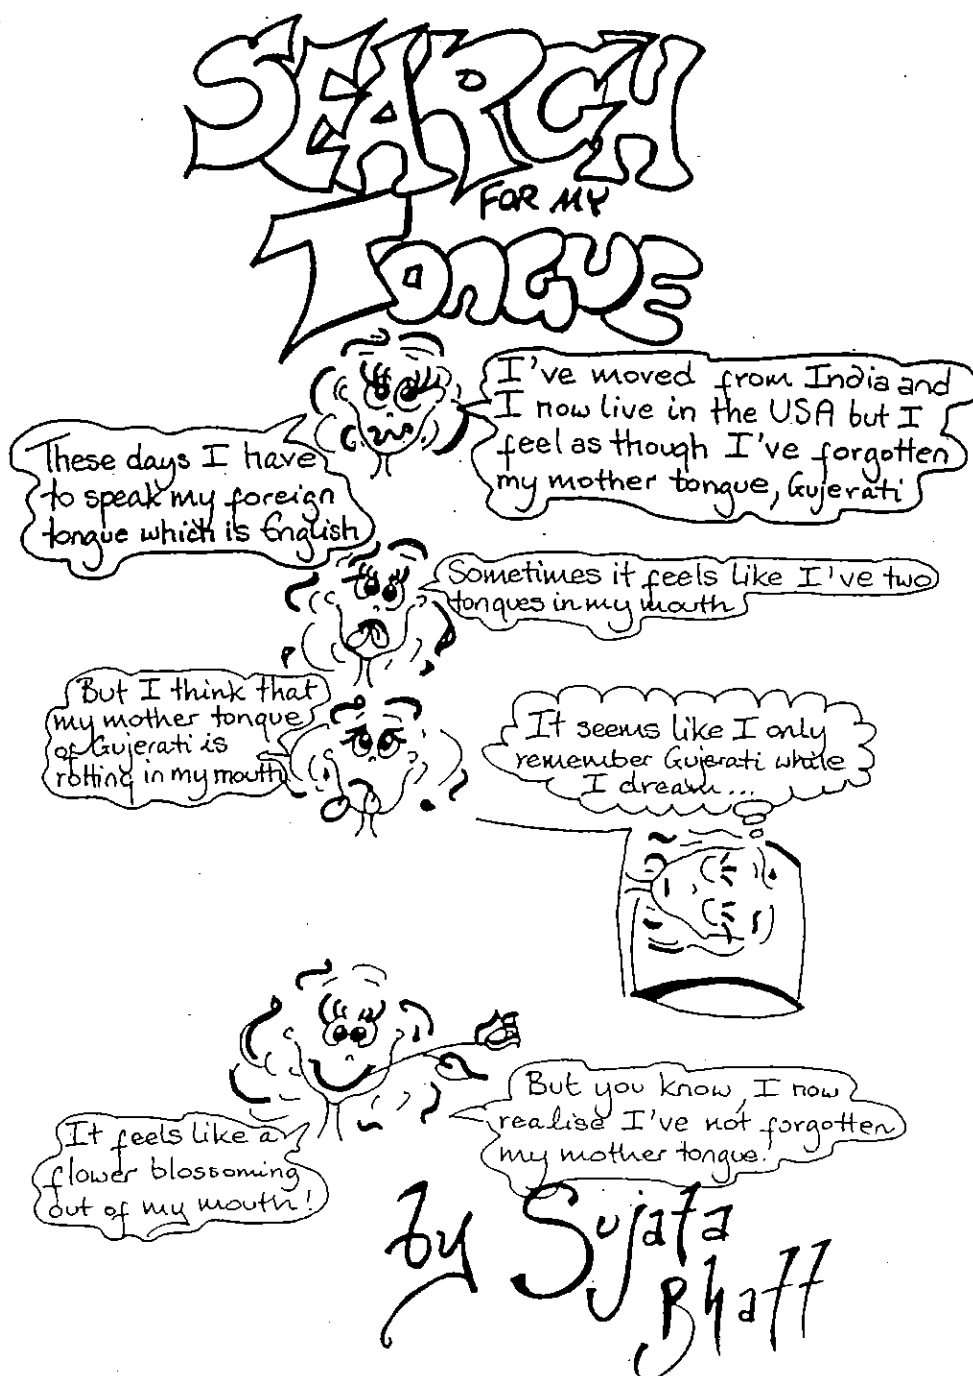 SEARCH
FOR MY
TONGUE
I've moved from India and
I now live in the USA but I
feel as though I've forgotten
my mother tongue, Gujerati
These days I have
to speak my foreign
tongue which is English
Sometimes it feels like I've two
tongues in my mouth
But I think that
my mother tongue
of Gujerati is
rotting in my mouth
It seems like I only
remember Gujerati while
I dream...
But you know, I now
realise I've not forgotten
my mother tongue.
It feels like a
flower blossoming
out of my mouth!
by Sujata
Bhatt